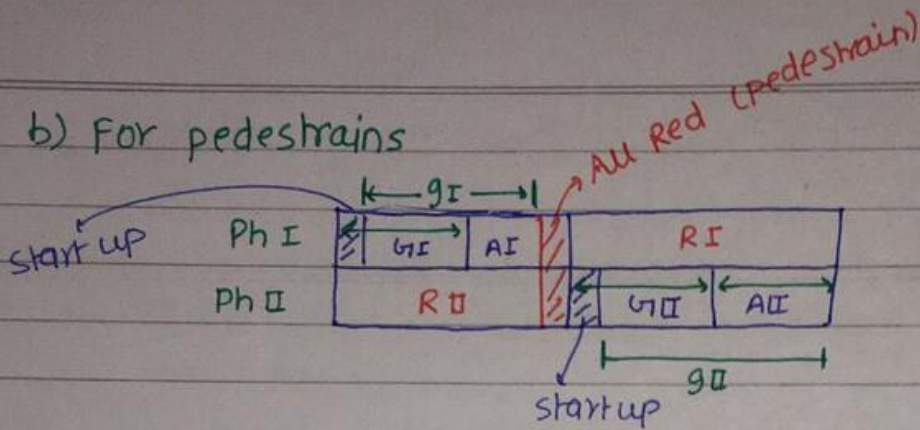 All Red (pedestrain)
b) For pedestrains
gI
start up Ph I GI AI RI
Ph II R II GII AII
gII
start up